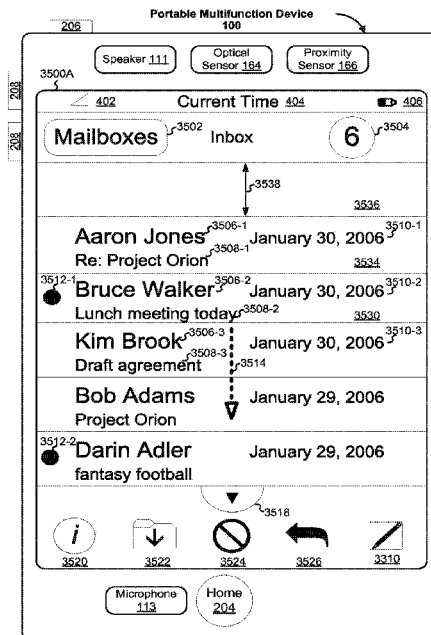 Portable Multifunction Device
100
206
Speaker 111
Optical
Sensor 164
Proximity
Sensor 166
3500A
208
208
402
Current Time 404
406
Mailboxes
3502
Inbox
6
3504
3538
3536
Aaron Jones
3506-1
January 30, 2006
3510-1
Re: Project Orion
3508-1
3534
3512-1
Bruce Walker
3506-2
January 30, 2006
3510-2
Lunch meeting today
3508-2
3530
Kim Brook
3506-3
January 30, 2006
3510-3
Draft agreement
3508-3
3514
Bob Adams
January 29, 2006
Project Orion
3512-2
Darin Adler
January 29, 2006
fantasy football
3518
i
3520
3522
3524
3526
3310
Microphone
113
Home
204